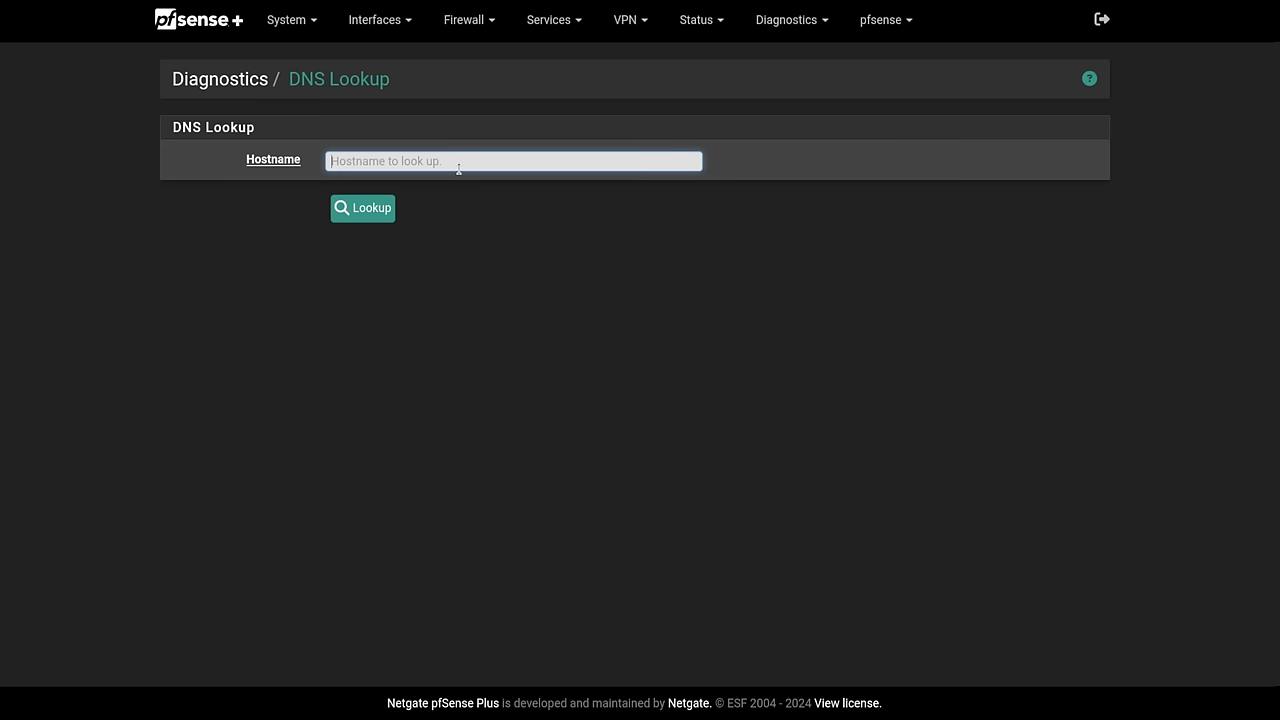 pfsense + System Interfaces Firewall Services VPN Status Diagnostics pfsense
Diagnostics / DNS Lookup ?
DNS Lookup
Hostname Hostname to look up.
Lookup
Netgate pfSense Plus is developed and maintained by Netgate. © ESF 2004 - 2024 View license.